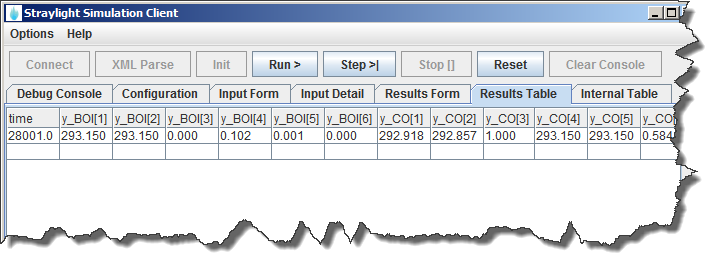 Straylight Simulation Client
Options Help
Connect XML Parse Init Run > Step >| Stop [] Reset Clear Console
Debug Console Configuration Input Form Input Detail Results Form Results Table Internal Table
time y_BOI[1] y_BOI[2] y_BOI[3] y_BOI[4] y_BOI[5] y_BOI[6] y_CO[1] y_CO[2] y_CO[3] y_CO[4] y_CO[5] y_CO
28001.0 293.150 293.150 0.000 0.102 0.001 0.000 292.918 292.857 1.000 293.150 293.150 0.584